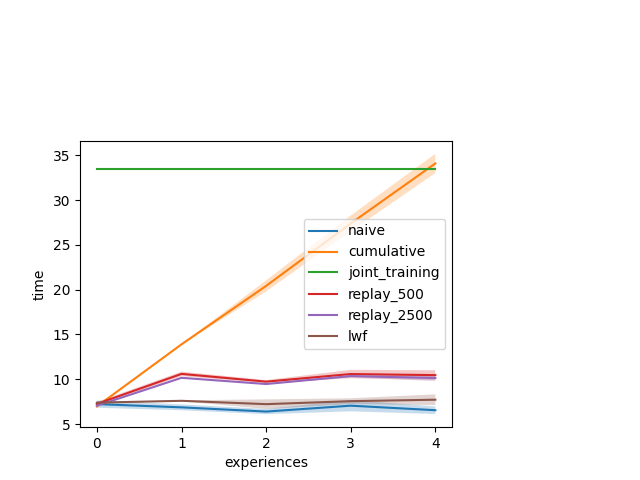 35
30
25
20
15
10
5
time
naive
cumulative
joint_training
replay_500
replay_2500
lwf
0 1 2 3 4
experiences